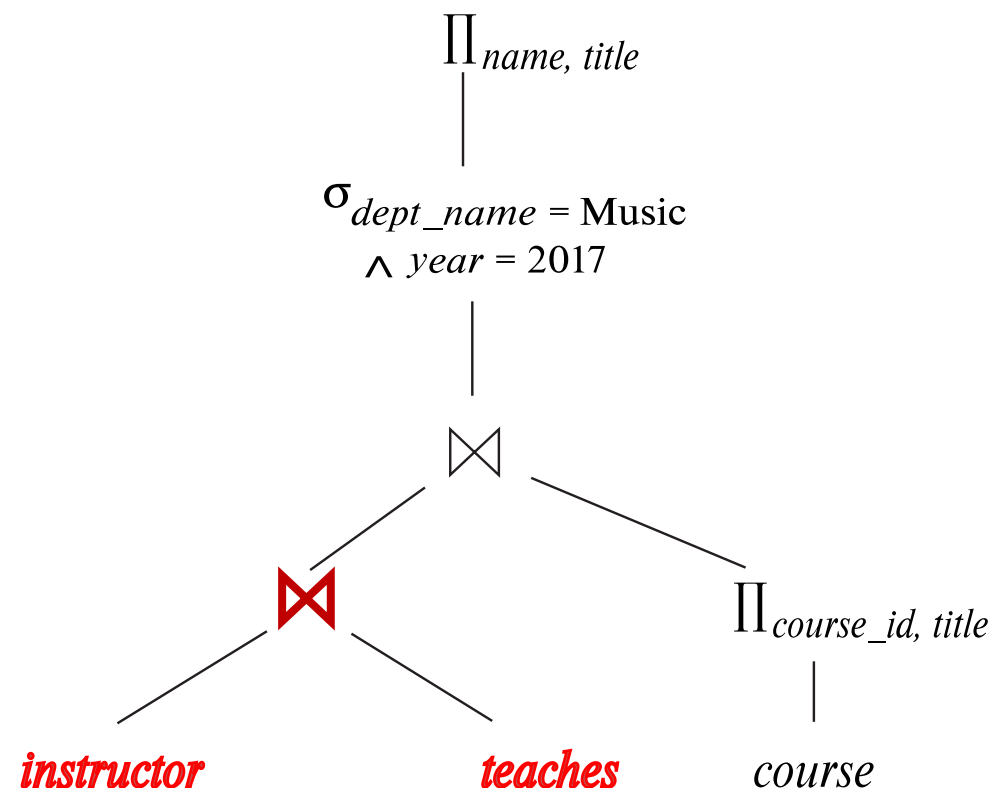 ∏name, title
σdept_name = Music
∧ year = 2017
⋈
⋈
∏course_id, title
instructor teaches course